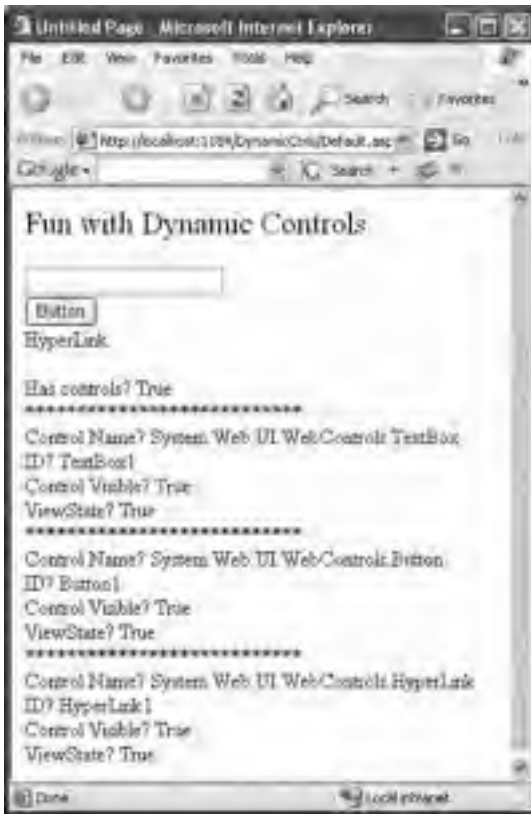 Untitled Page - Microsoft Internet Explorer
File Edit View Favorites Tools Help
Search Favorites
Address http://localhost:1084/DynamicCtrls/Default.asp Go Links
Google Search
Fun with Dynamic Controls
Button
HyperLink
Has controls? True
****************************
Control Name? System.Web.UI.WebControls.TextBox
ID? TextBox1
Control Visible? True
ViewState? True
****************************
Control Name? System.Web.UI.WebControls.Button
ID? Button1
Control Visible? True
ViewState? True
****************************
Control Name? System.Web.UI.WebControls.HyperLink
ID? HyperLink1
Control Visible? True
ViewState? True
Done Local intranet